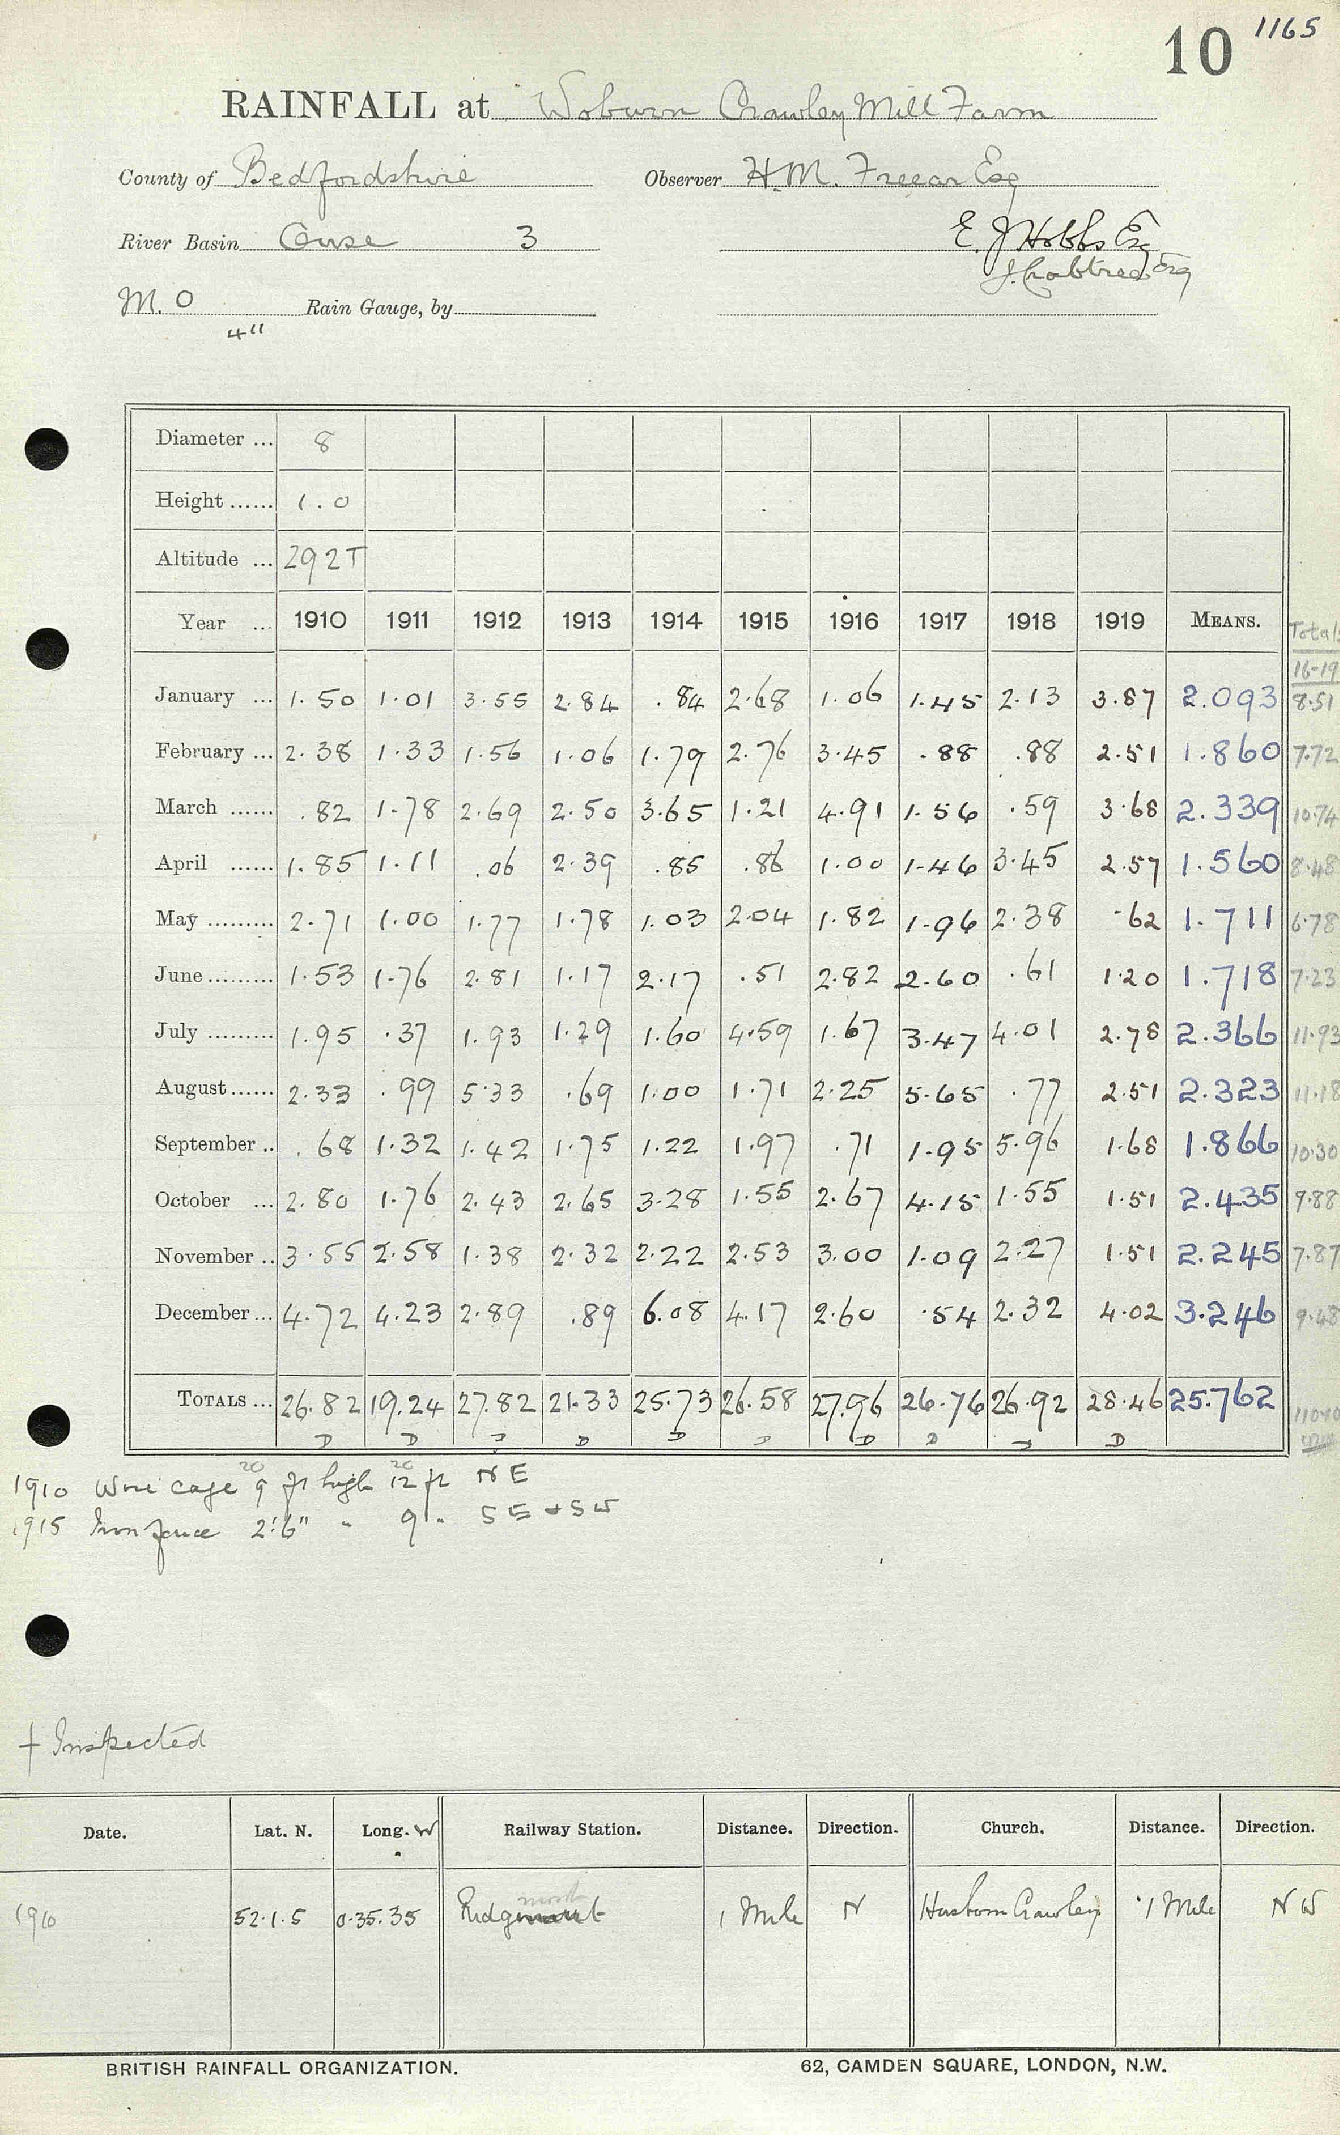 10 1165
RAINFALL at Woburn Crawley Mill Farm
County of Bedfordshire Observer H.M. Freear Esq
River Basin Ouse 3 E. J Hobbs Esq
J. Crabtree Esq
M.O Rain Gauge, by
4"
Diameter ... 8
Height ...... 1.0
Altitude ... 292T
Year ... 1910 1911 1912 1913 1914 1915 1916 1917 1918 1919 MEANS. Totals
16-19
January ... 1.50 1.01 3.55 2.84 .84 2.68 1.06 1.45 2.13 3.87 2.093 8.51
February ... 2.38 1.33 1.56 1.06 1.79 2.76 3.45 .88 .88 2.51 1.860 7.72
March ...... .82 1.78 2.69 2.50 3.65 1.21 4.91 1.56 .59 3.68 2.339 10.74
April ...... 1.85 1.11 .06 2.39 .85 .86 1.00 1.46 3.45 2.57 1.560 8.48
May ......... 2.71 1.00 1.77 1.78 1.03 2.04 1.82 1.96 2.38 .62 1.711 6.78
June ......... 1.53 1.76 2.81 1.17 2.17 .51 2.82 2.60 .61 1.20 1.718 7.23
July ......... 1.95 .37 1.93 1.29 1.60 4.59 1.67 3.47 4.01 2.78 2.366 11.93
August ...... 2.33 .99 5.33 .69 1.00 1.71 2.25 5.65 .77 2.51 2.323 11.18
September .. .68 1.32 1.42 1.75 1.22 1.97 .71 1.95 5.96 1.68 1.866 10.30
October ... 2.80 1.76 2.43 2.65 3.28 1.55 2.67 4.15 1.55 1.51 2.435 9.88
November .. 3.55 2.58 1.38 2.32 2.22 2.53 3.00 1.09 2.27 1.51 2.245 7.87
December ... 4.72 4.23 2.89 .89 6.08 4.17 2.60 .54 2.32 4.02 3.246 9.48
TOTALS ... 26.82 19.24 27.82 21.33 25.73 26.58 27.96 26.76 26.92 28.46 25.762 110.10
D D D D D D D D D D
20 20
1910 Wire cage 9 ft high 12 ft NE
1915 Iron fence 2'6" " 9 " SE + SW
† Inspected
Date. Lat. N. Long. W Railway Station. Distance. Direction. Church. Distance. Direction.
mont
1910 52.1.5 0.35.35 Ridgmont 1 Mile N Husborn Crawley 1 Mile NW
BRITISH RAINFALL ORGANIZATION. 62, CAMDEN SQUARE, LONDON, N.W.